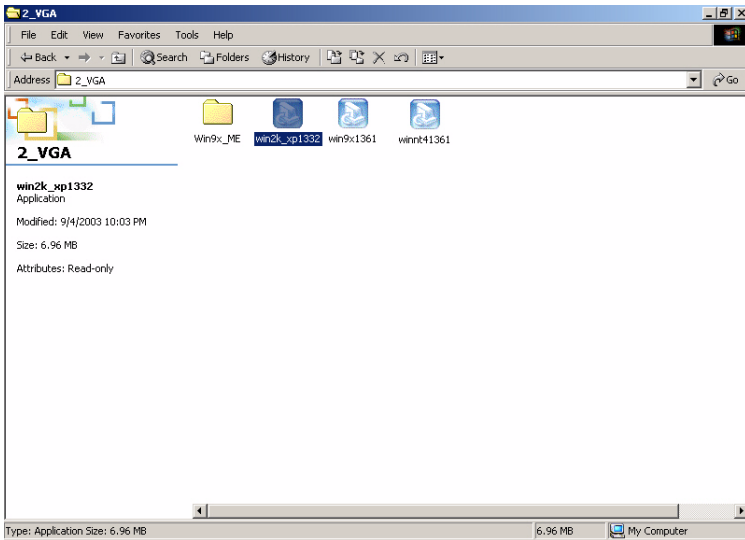 2_VGA
File Edit View Favorites Tools Help
Back Search Folders History
Address 2_VGA Go
Win9x_ME win2k_xp1332 win9x1361 winnt41361
2_VGA
win2k_xp1332
Application
Modified: 9/4/2003 10:03 PM
Size: 6.96 MB
Attributes: Read-only
Type: Application Size: 6.96 MB 6.96 MB My Computer